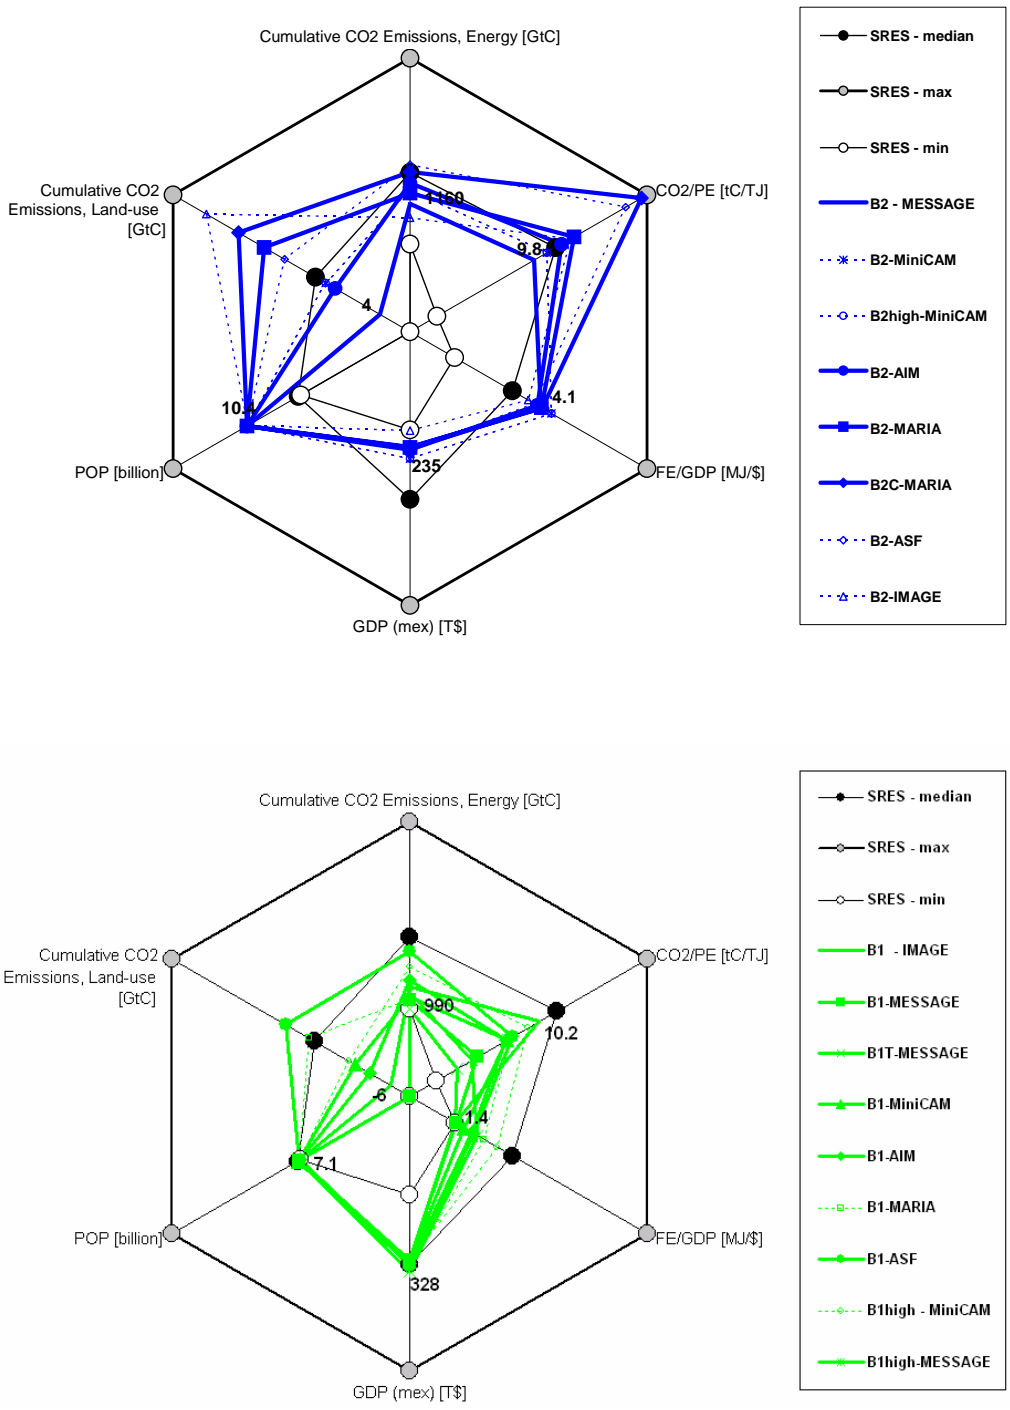 Cumulative CO2 Emissions, Energy [GtC]
Cumulative CO2
Emissions, Land-use
[GtC]
CO2/PE [tC/TJ]
1160
9.8
4
10.4
4.1
235
POP [billion]
FE/GDP [MJ/$]
GDP (mex) [T$]
SRES - median
SRES - max
SRES - min
B2 - MESSAGE
B2-MiniCAM
B2high-MiniCAM
B2-AIM
B2-MARIA
B2C-MARIA
B2-ASF
B2-IMAGE
Cumulative CO2 Emissions, Energy [GtC]
Cumulative CO2
Emissions, Land-use
[GtC]
CO2/PE [tC/TJ]
990
10.2
-6
1.4
7.1
328
POP [billion]
FE/GDP [MJ/$]
GDP (mex) [T$]
SRES - median
SRES - max
SRES - min
B1 - IMAGE
B1-MESSAGE
B1T-MESSAGE
B1-MiniCAM
B1-AIM
B1-MARIA
B1-ASF
B1high - MiniCAM
B1high-MESSAGE